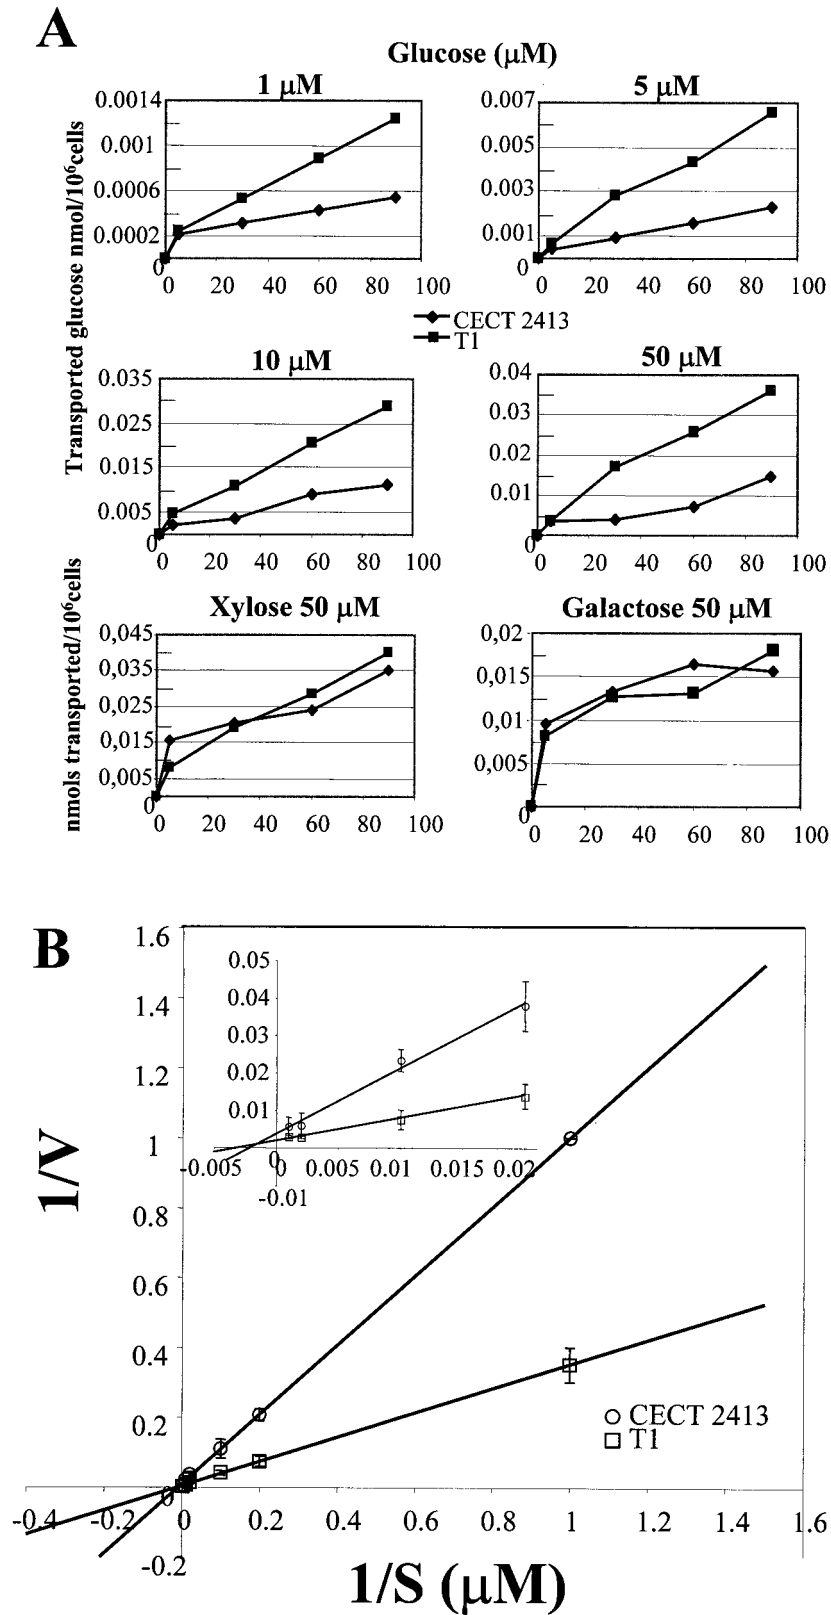 A
Glucose (μM)
1 μM
5 μM
Transported glucose nmol/10⁶cells
0.0014
0.001
0.0006
0.0002
0
0 20 40 60 80 100
0.007
0.005
0.003
0.001
0
0 20 40 60 80 100
CECT 2413
T1
10 μM
50 μM
0.035
0.025
0.015
0.005
0
0 20 40 60 80 100
0.04
0.03
0.02
0.01
0
0 20 40 60 80 100
nmols transported/10⁶cells
Xylose 50 μM
Galactose 50 μM
0,045
0,035
0,025
0,015
0,005
0
0 20 40 60 80 100
0,02
0,015
0,01
0,005
0
0 20 40 60 80 100
B
1/V
1.6
1.4
1.2
1
0.8
0.6
0.4
0.2
0
-0.2
0.05
0.04
0.03
0.02
0.01
0
-0.01
-0.005 0 0.005 0.01 0.015 0.02
CECT 2413
T1
-0.4 -0.2 0 0.2 0.4 0.6 0.8 1 1.2 1.4 1.6
1/S (μM)